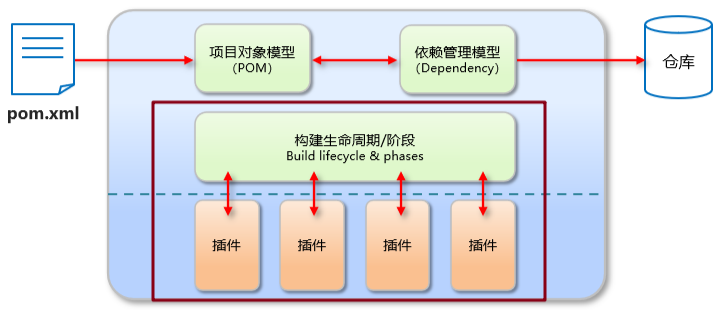 pom.xml
项目对象模型
（POM）
依赖管理模型
（Dependency）
仓库
构建生命周期/阶段
Build lifecycle & phases
插件
插件
插件
插件